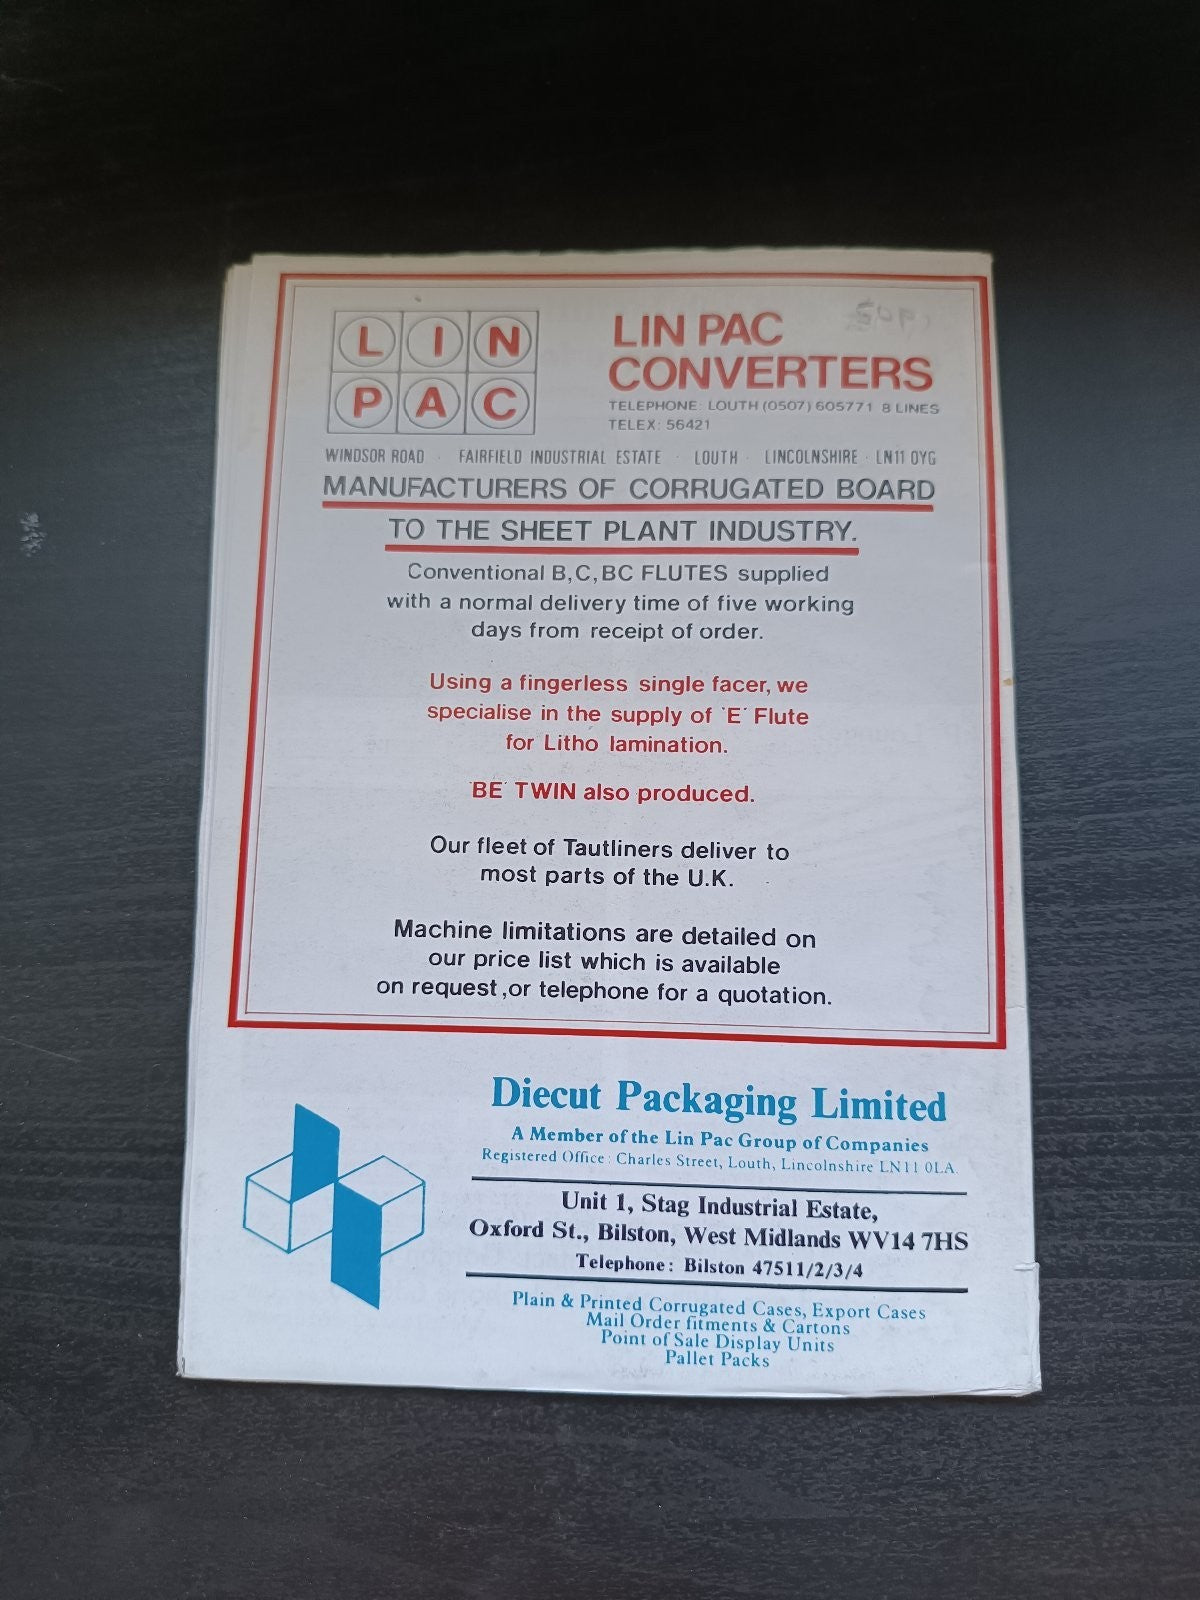 LIN
PAC
LIN PAC
CONVERTERS
TELEPHONE: LOUTH (0507) 605771 8 LINES
TELEX: 56421
WINDSOR ROAD · FAIRFIELD INDUSTRIAL ESTATE · LOUTH · LINCOLNSHIRE · LN11 0YG
MANUFACTURERS OF CORRUGATED BOARD
TO THE SHEET PLANT INDUSTRY.
Conventional B,C,BC FLUTES supplied
with a normal delivery time of five working
days from receipt of order.
Using a fingerless single facer, we
specialise in the supply of 'E' Flute
for Litho lamination.
'BE' TWIN also produced.
Our fleet of Tautliners deliver to
most parts of the U.K.
Machine limitations are detailed on
our price list which is available
on request ,or telephone for a quotation.
Diecut Packaging Limited
A Member of the Lin Pac Group of Companies
Registered Office: Charles Street, Louth, Lincolnshire LN11 0LA.
Unit 1, Stag Industrial Estate,
Oxford St., Bilston, West Midlands WV14 7HS
Telephone: Bilston 47511/2/3/4
Plain & Printed Corrugated Cases, Export Cases
Mail Order fitments & Cartons
Point of Sale Display Units
Pallet Packs